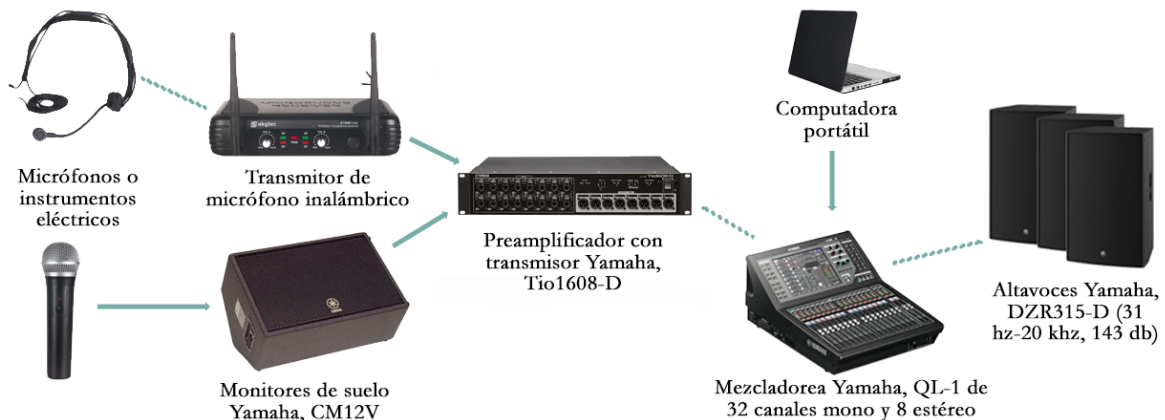 Micrófonos o
instrumentos
eléctricos
skytec
Transmitor de
micrófono inalámbrico
Monitores de suelo
Yamaha, CM12V
Preamplificador con
transmisor Yamaha,
Tio1608-D
Computadora
portátil
Mezcladorea Yamaha, QL-1 de
32 canales mono y 8 estéreo
Altavoces Yamaha,
DZR315-D (31
hz-20 khz, 143 db)